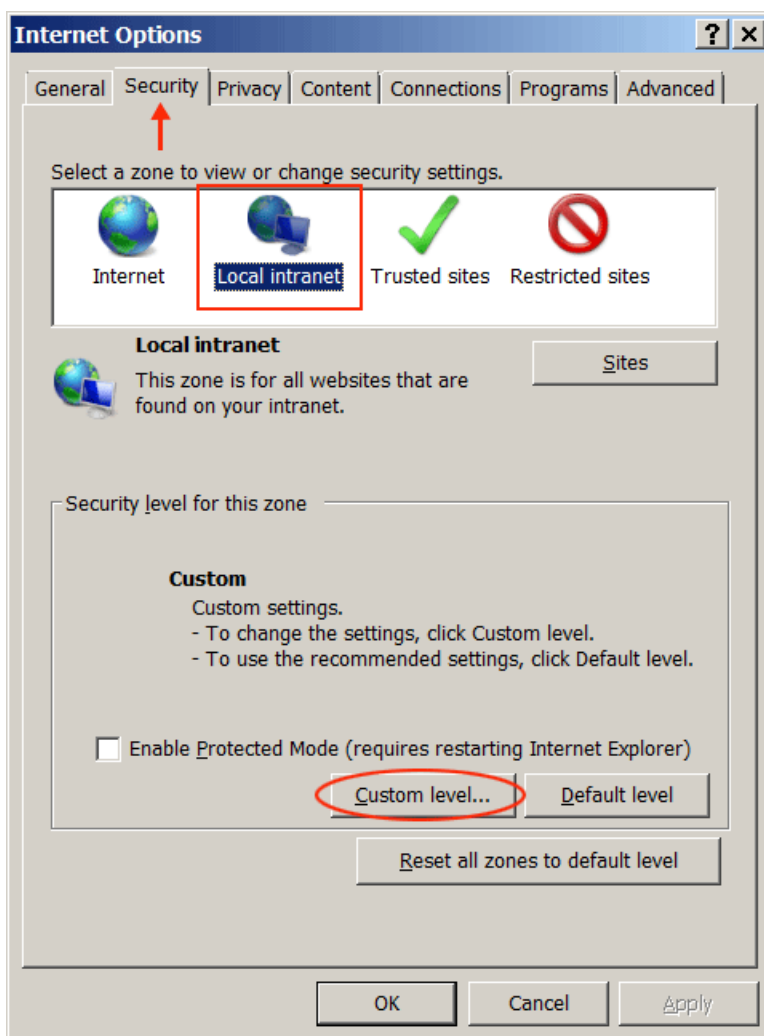 Internet Options
General Security Privacy Content Connections Programs Advanced
Select a zone to view or change security settings.
Internet Local intranet Trusted sites Restricted sites
Local intranet
Sites
This zone is for all websites that are
found on your intranet.
Security level for this zone
Custom
Custom settings.
- To change the settings, click Custom level.
- To use the recommended settings, click Default level.
Enable Protected Mode (requires restarting Internet Explorer)
Custom level... Default level
Reset all zones to default level
OK Cancel Apply